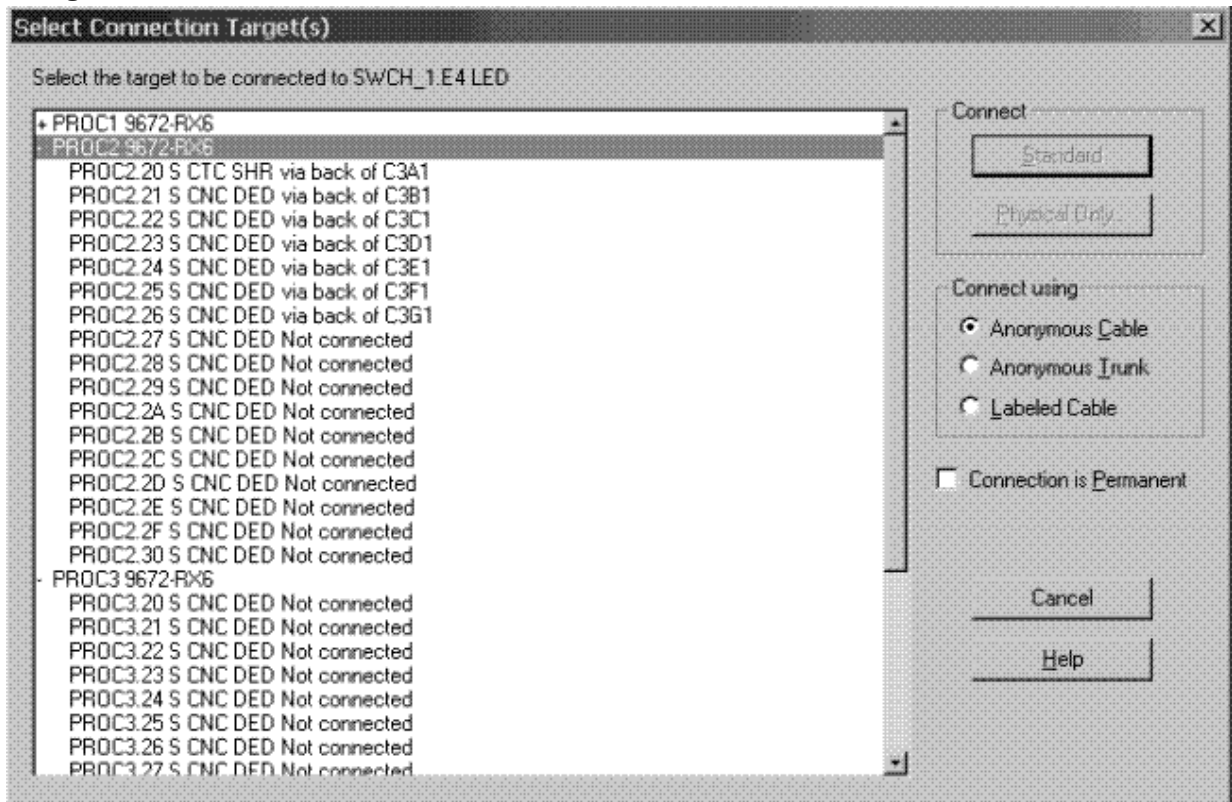 Select Connection Target(s)
Select the target to be connected to SWCH_1.E4 LED
+ PROC1 9672-RX6
- PROC2 9672-RX6
PROC2.20 S CTC SHR via back of C3A1
PROC2.21 S CNC DED via back of C3B1
PROC2.22 S CNC DED via back of C3C1
PROC2.23 S CNC DED via back of C3D1
PROC2.24 S CNC DED via back of C3E1
PROC2.25 S CNC DED via back of C3F1
PROC2.26 S CNC DED via back of C3G1
PROC2.27 S CNC DED Not connected
PROC2.28 S CNC DED Not connected
PROC2.29 S CNC DED Not connected
PROC2.2A S CNC DED Not connected
PROC2.2B S CNC DED Not connected
PROC2.2C S CNC DED Not connected
PROC2.2D S CNC DED Not connected
PROC2.2E S CNC DED Not connected
PROC2.2F S CNC DED Not connected
PROC2.30 S CNC DED Not connected
- PROC3 9672-RX6
PROC3.20 S CNC DED Not connected
PROC3.21 S CNC DED Not connected
PROC3.22 S CNC DED Not connected
PROC3.23 S CNC DED Not connected
PROC3.24 S CNC DED Not connected
PROC3.25 S CNC DED Not connected
PROC3.26 S CNC DED Not connected
PROC3.27 S CNC DED Not connected
Connect
Standard
Physical Only
Connect using
Anonymous Cable
Anonymous Trunk
Labeled Cable
Connection is Permanent
Cancel
Help